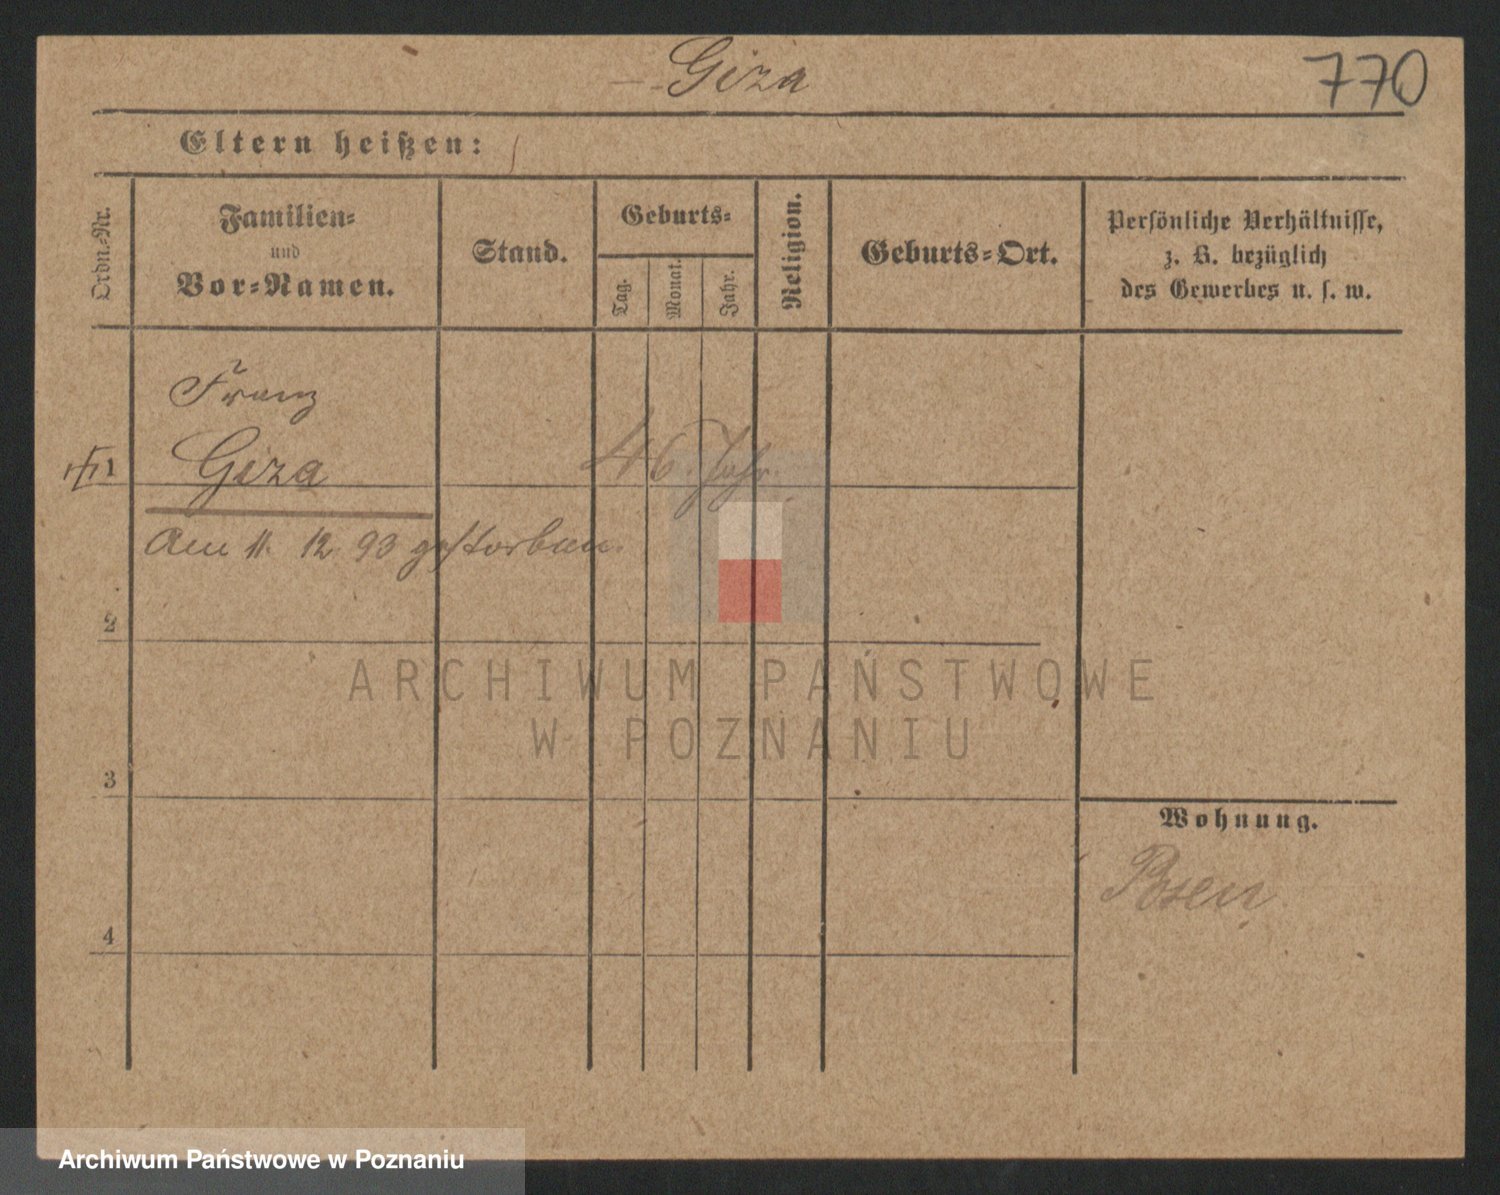 Giza
770
Eltern heißen:
Ordn.-Nr.
Familien-
und
Vor-Namen.
Stand.
Geburts-
Tag.
Monat.
Jahr.
Religion.
Geburts-Ort.
Persönliche Verhältnisse,
z. B. bezüglich
des Gewerbes u. s. w.
Franz
1 Giza 46. Jahr.
Am 11. 12. 93 gestorben.
2
ARCHIWUM PAŃSTWOWE
W POZNANIU
3
Wohnung.
Posen
4
Archiwum Państwowe w Poznaniu